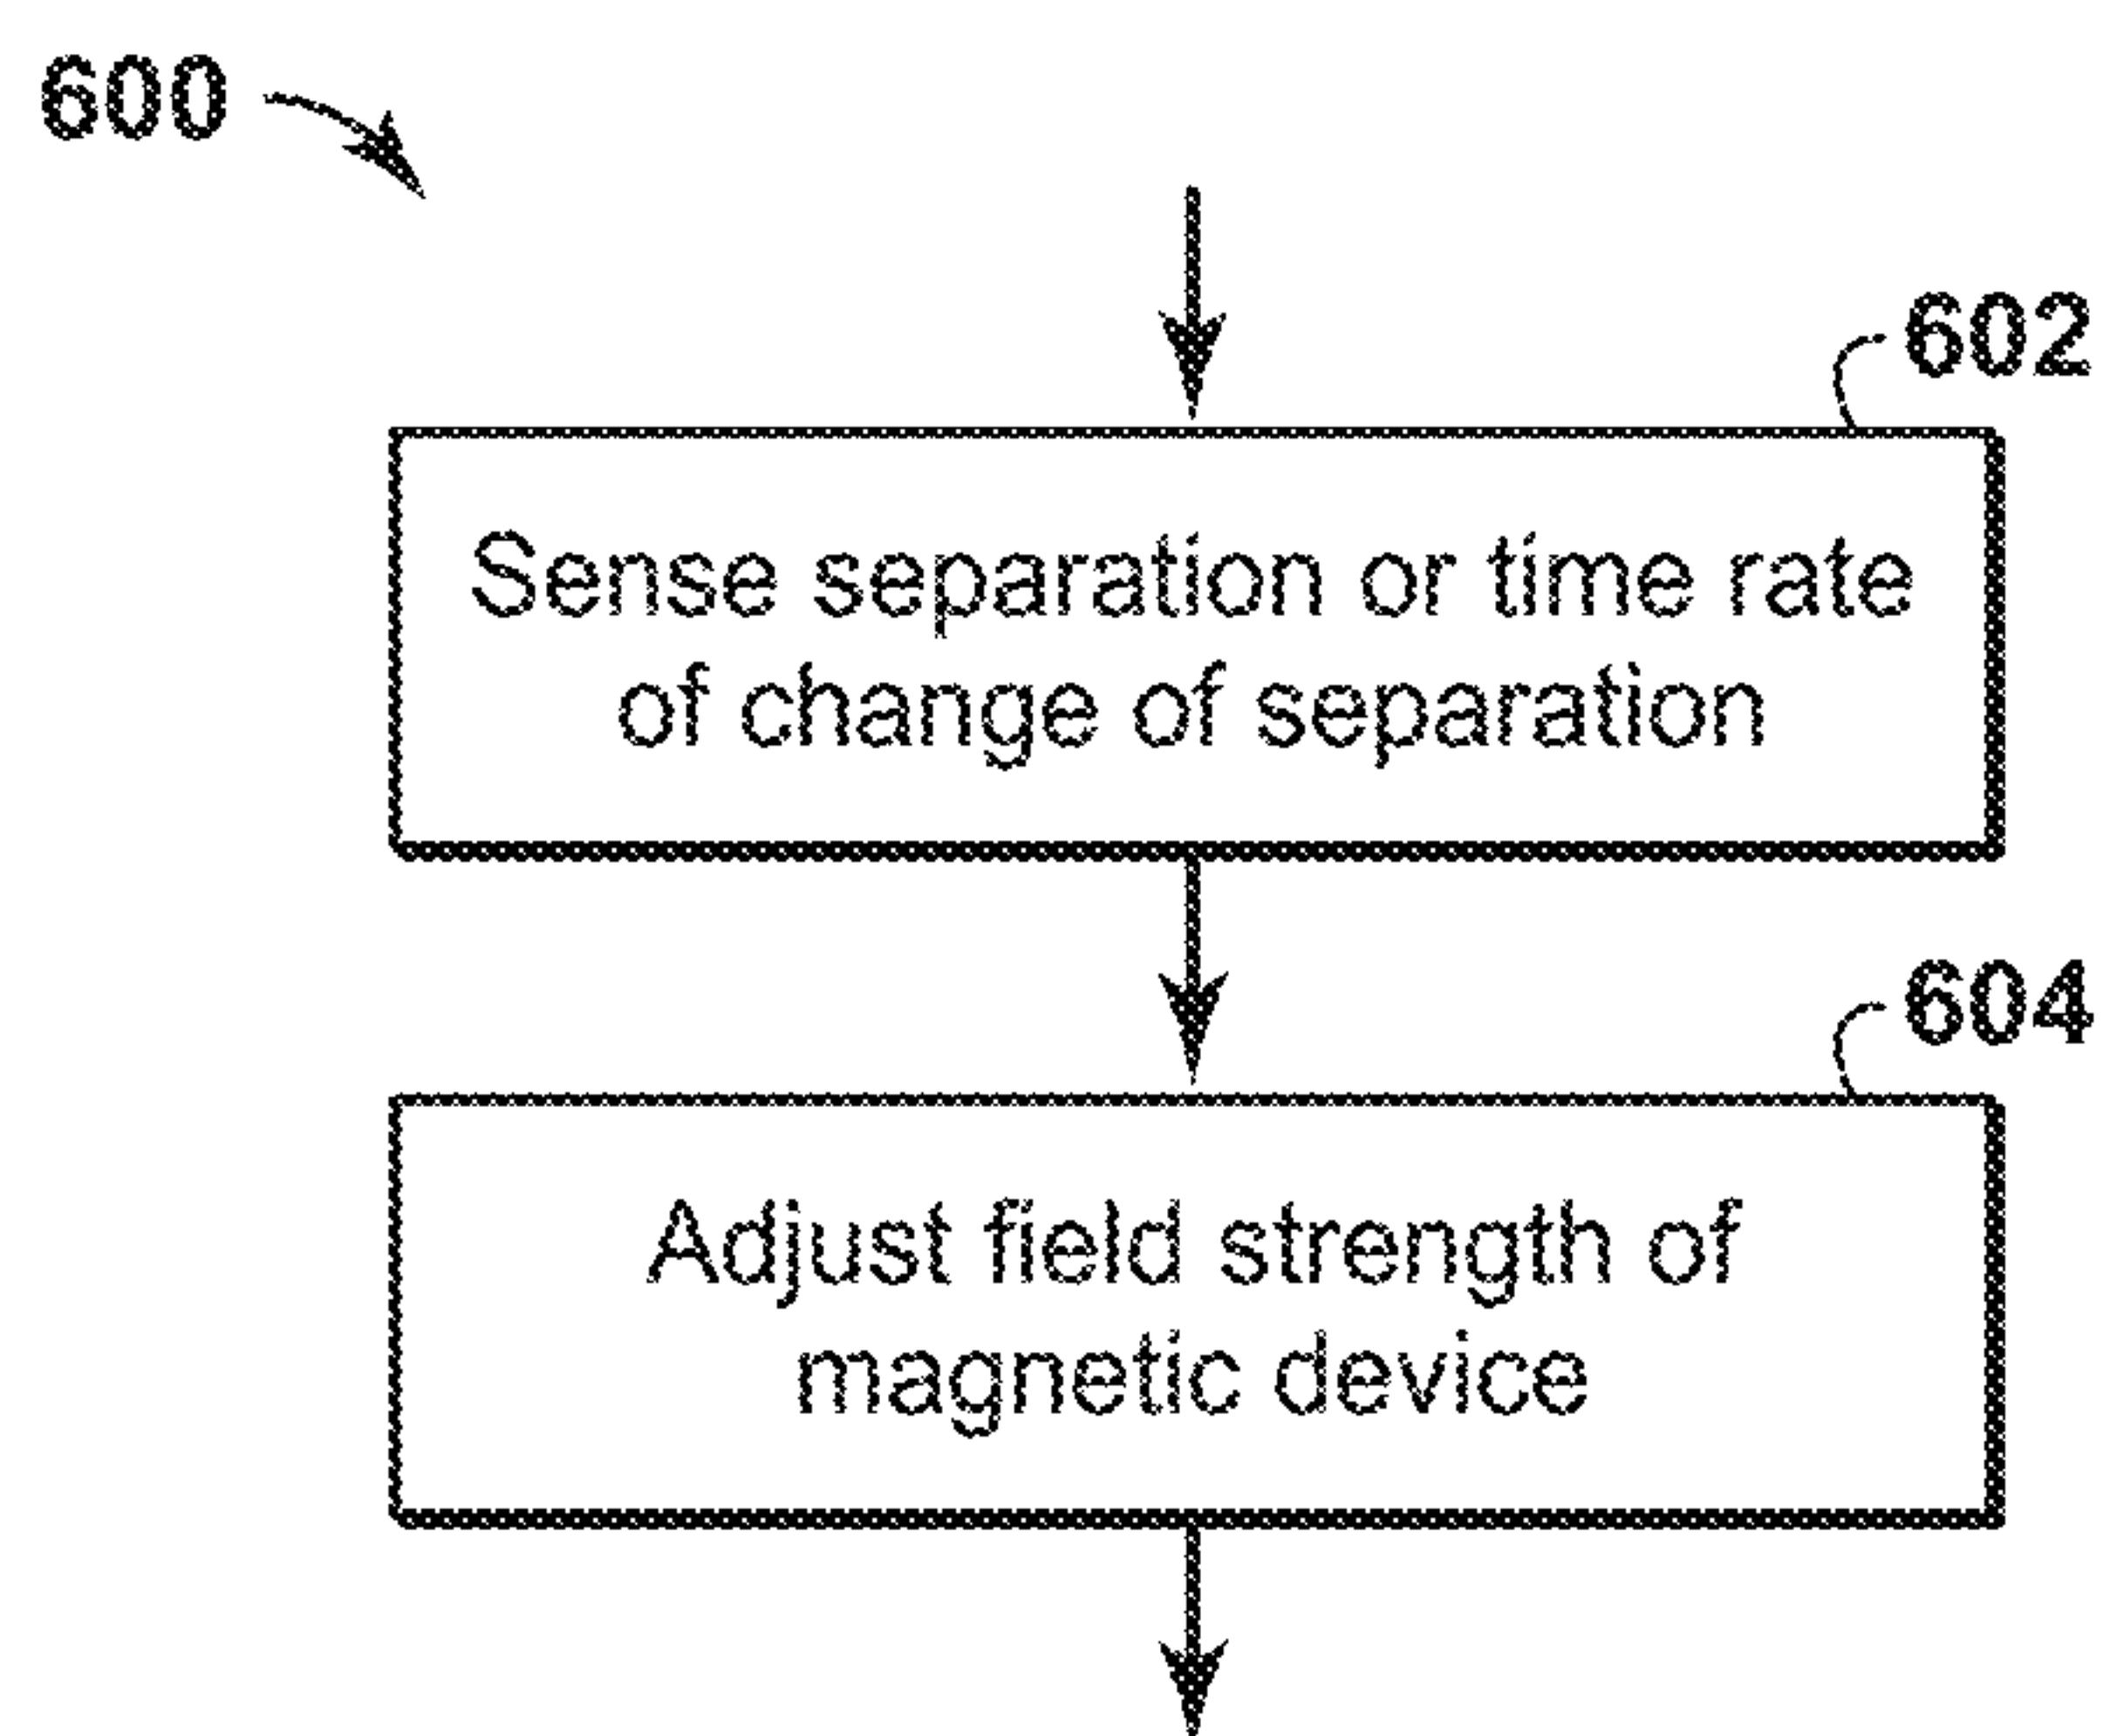 600
602
Sense separation or time rate
of change of separation
604
Adjust field strength of
magnetic device